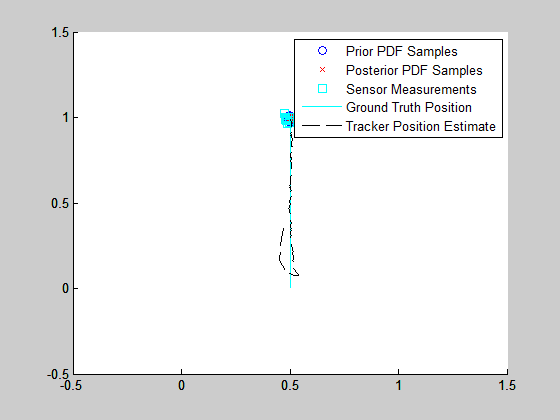 1.5
Prior PDF Samples
Posterior PDF Samples
Sensor Measurements
Ground Truth Position
Tracker Position Estimate
1
0.5
0
-0.5
-0.5 0 0.5 1 1.5